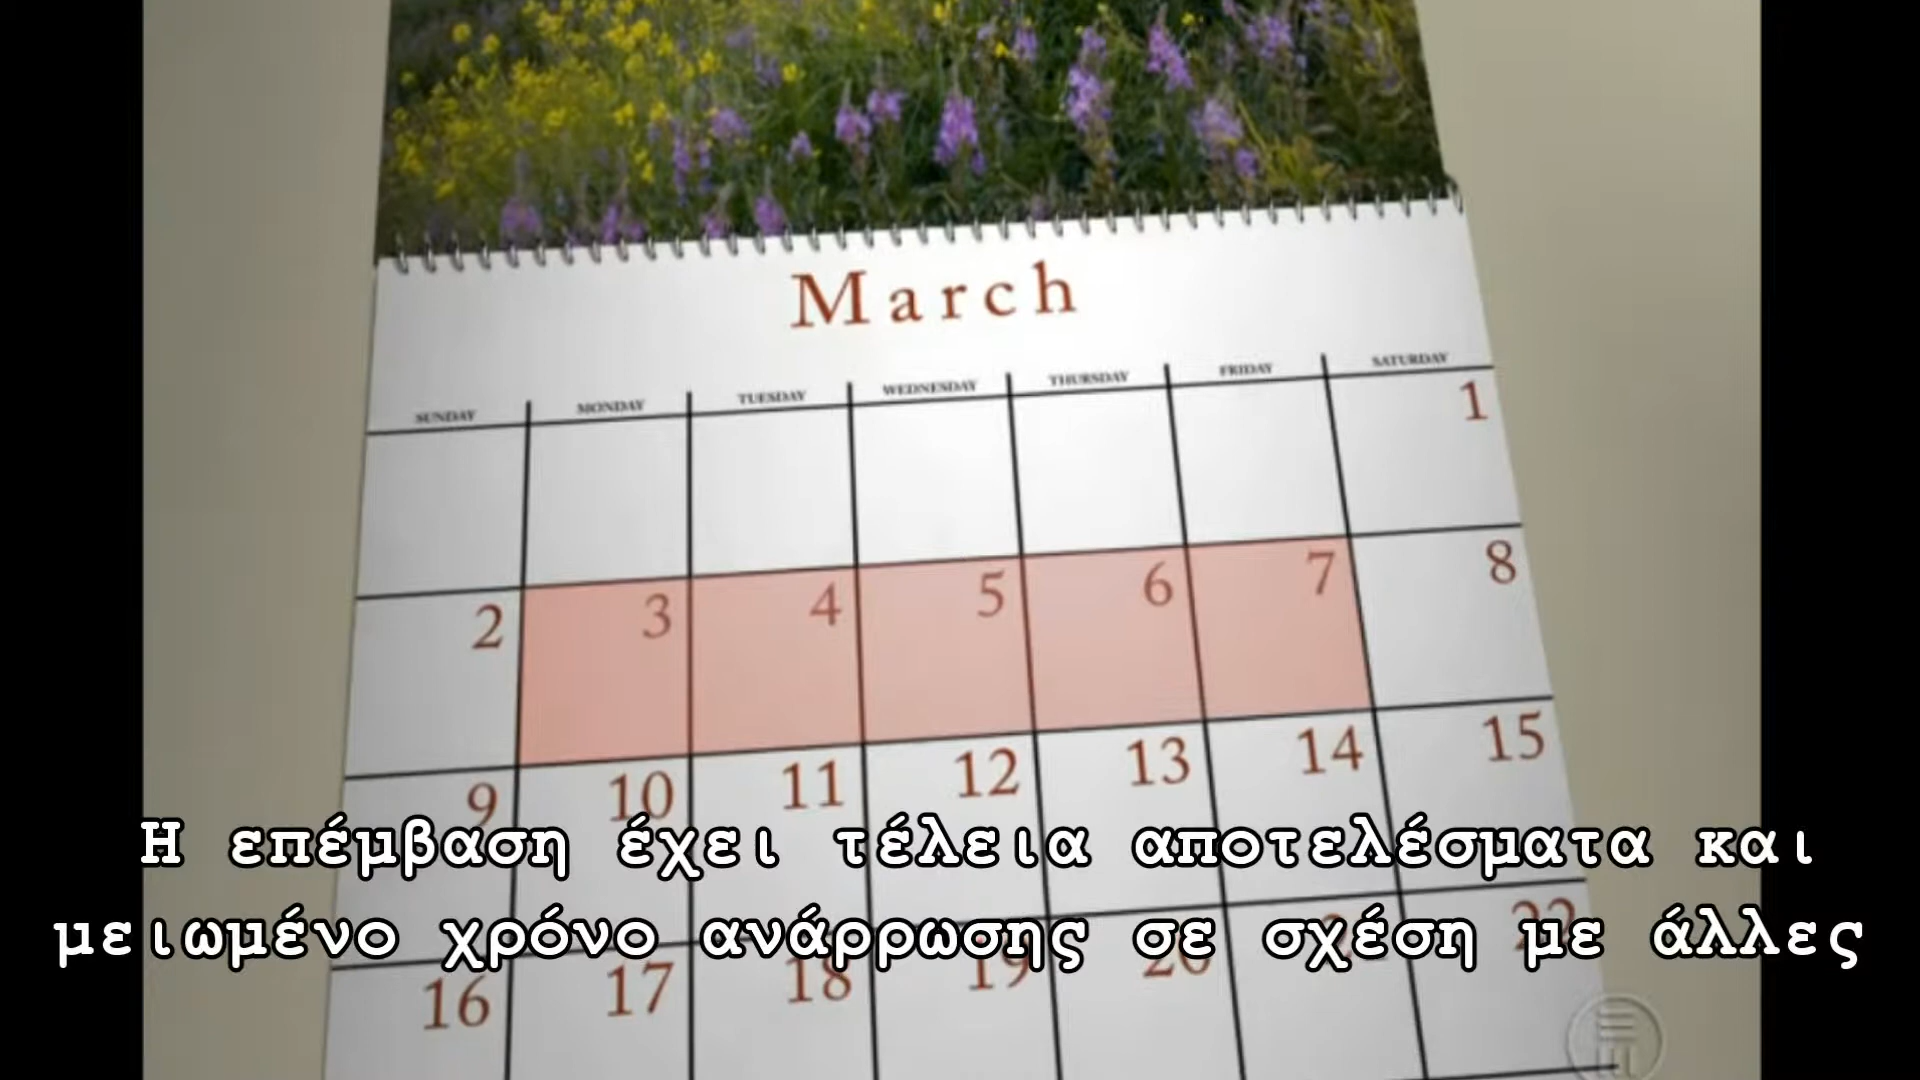 March
SUNDAY MONDAY TUESDAY WEDNESDAY THURSDAY FRIDAY SATURDAY
1
2 3 4 5 6 7 8
9 10 11 12 13 14 15
16 17 18 19 20 22
Η επέμβαση έχει τέλεια αποτελέσματα και
μειωμένο χρόνο ανάρρωσης σε σχέση με άλλες